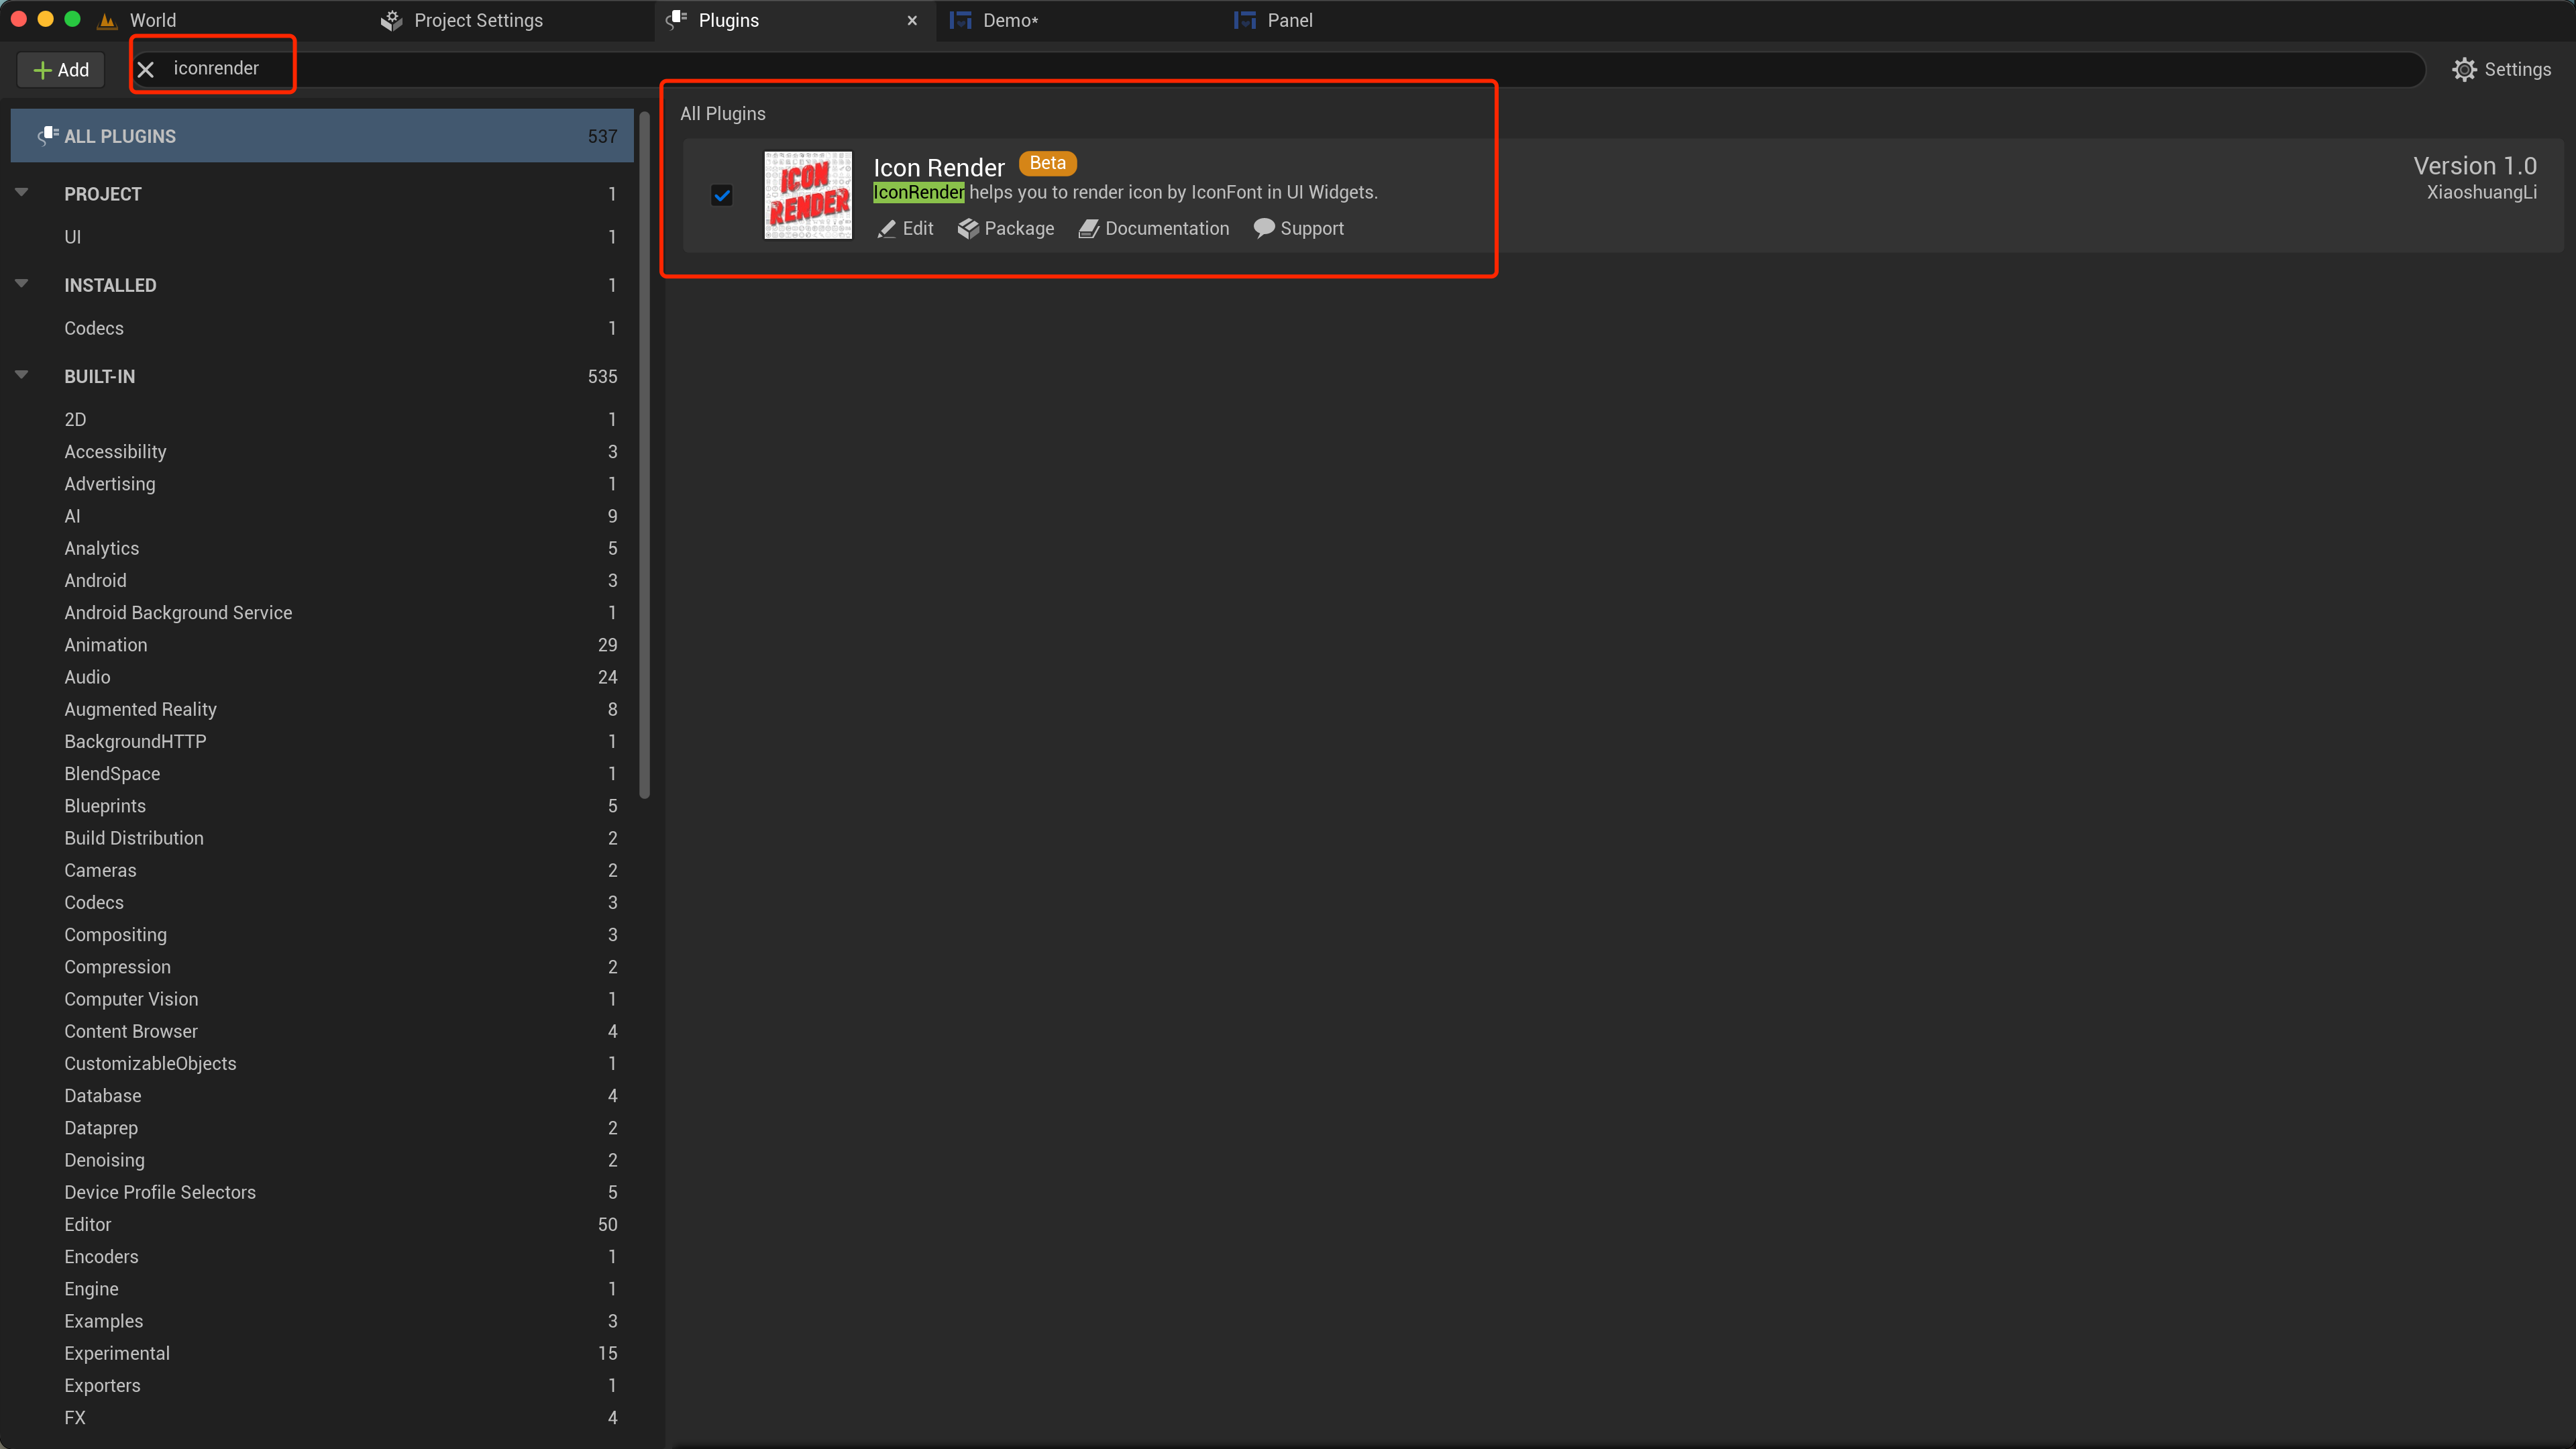 World
Project Settings
Plugins
Demo*
Panel
Add
iconrender
Settings
ALL PLUGINS 537
PROJECT 1
UI 1
INSTALLED 1
Codecs 1
BUILT-IN 535
2D 1
Accessibility 3
Advertising 1
AI 9
Analytics 5
Android 3
Android Background Service 1
Animation 29
Audio 24
Augmented Reality 8
BackgroundHTTP 1
BlendSpace 1
Blueprints 5
Build Distribution 2
Cameras 2
Codecs 3
Compositing 3
Compression 2
Computer Vision 1
Content Browser 4
CustomizableObjects 1
Database 4
Dataprep 2
Denoising 2
Device Profile Selectors 5
Editor 50
Encoders 1
Engine 1
Examples 3
Experimental 15
Exporters 1
FX 4
All Plugins
ICON
RENDER
Icon Render Beta
IconRender helps you to render icon by IconFont in UI Widgets.
Edit Package Documentation Support
Version 1.0
XiaoshuangLi